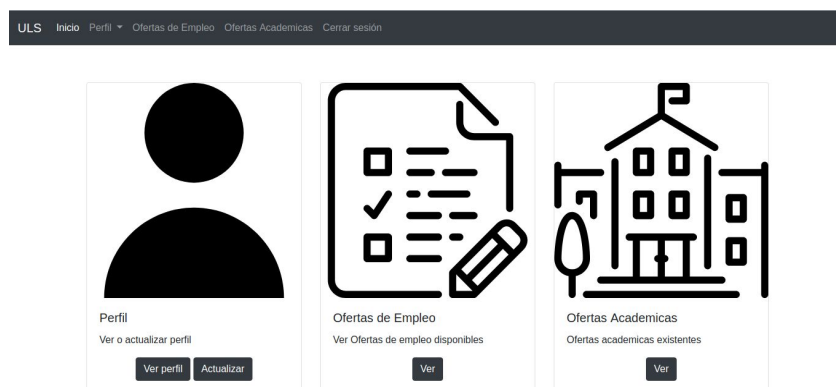 ULS Inicio Perfil Ofertas de Empleo Ofertas Academicas Cerrar sesión
Perfil
Ver o actualizar perfil
Ver perfil Actualizar
Ofertas de Empleo
Ver Ofertas de empleo disponibles
Ver
Ofertas Academicas
Ofertas academicas existentes
Ver